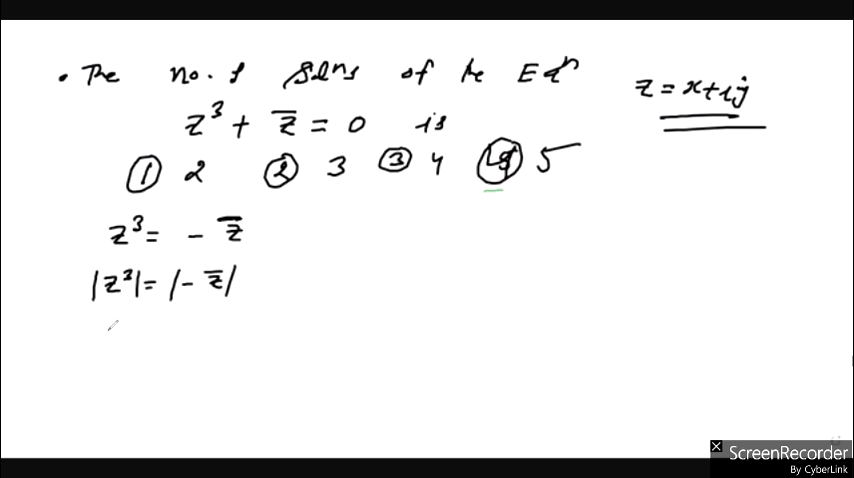 • The no. of Solns of the Eqn z = x+iy
z³ + z̅ = 0 is
① 2 ② 3 ③ 4 ④ 5
z³ = - z̅
|z³| = |- z̅|
ScreenRecorder
By CyberLink